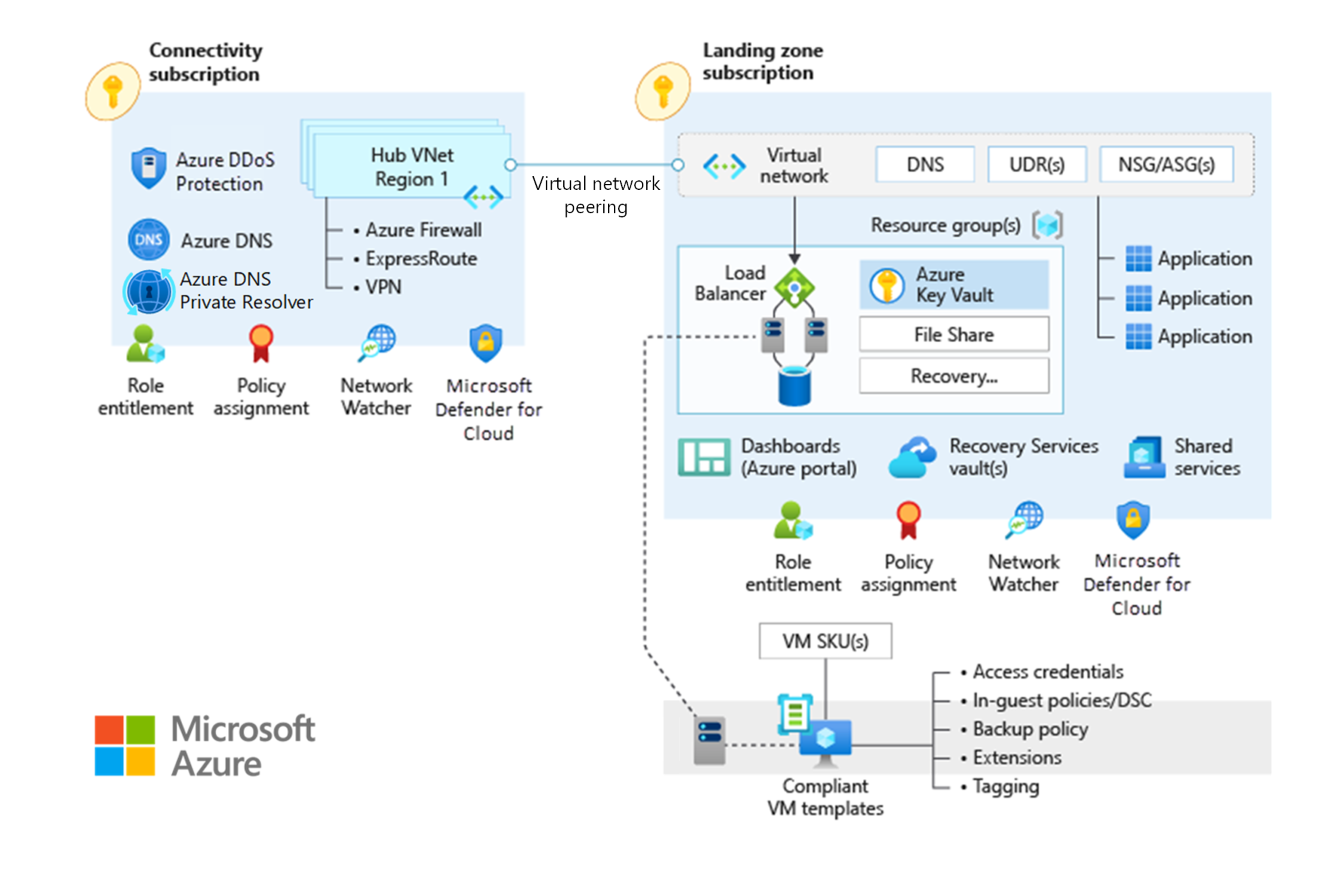 Connectivity
subscription
Azure DDoS
Protection
Azure DNS
DNS
Azure DNS
Private Resolver
Hub VNet
Region 1
• Azure Firewall
• ExpressRoute
• VPN
Role
entitlement
Policy
assignment
Network
Watcher
Microsoft
Defender for
Cloud
Virtual network
peering
Landing zone
subscription
Virtual
network
DNS
UDR(s)
NSG/ASG(s)
Resource group(s)
Load
Balancer
Azure
Key Vault
File Share
Recovery...
Application
Application
Application
Dashboards
(Azure portal)
Recovery Services
vault(s)
Shared
services
Role
entitlement
Policy
assignment
Network
Watcher
Microsoft
Defender for
Cloud
VM SKU(s)
Compliant
VM templates
• Access credentials
• In-guest policies/DSC
• Backup policy
• Extensions
• Tagging
Microsoft
Azure